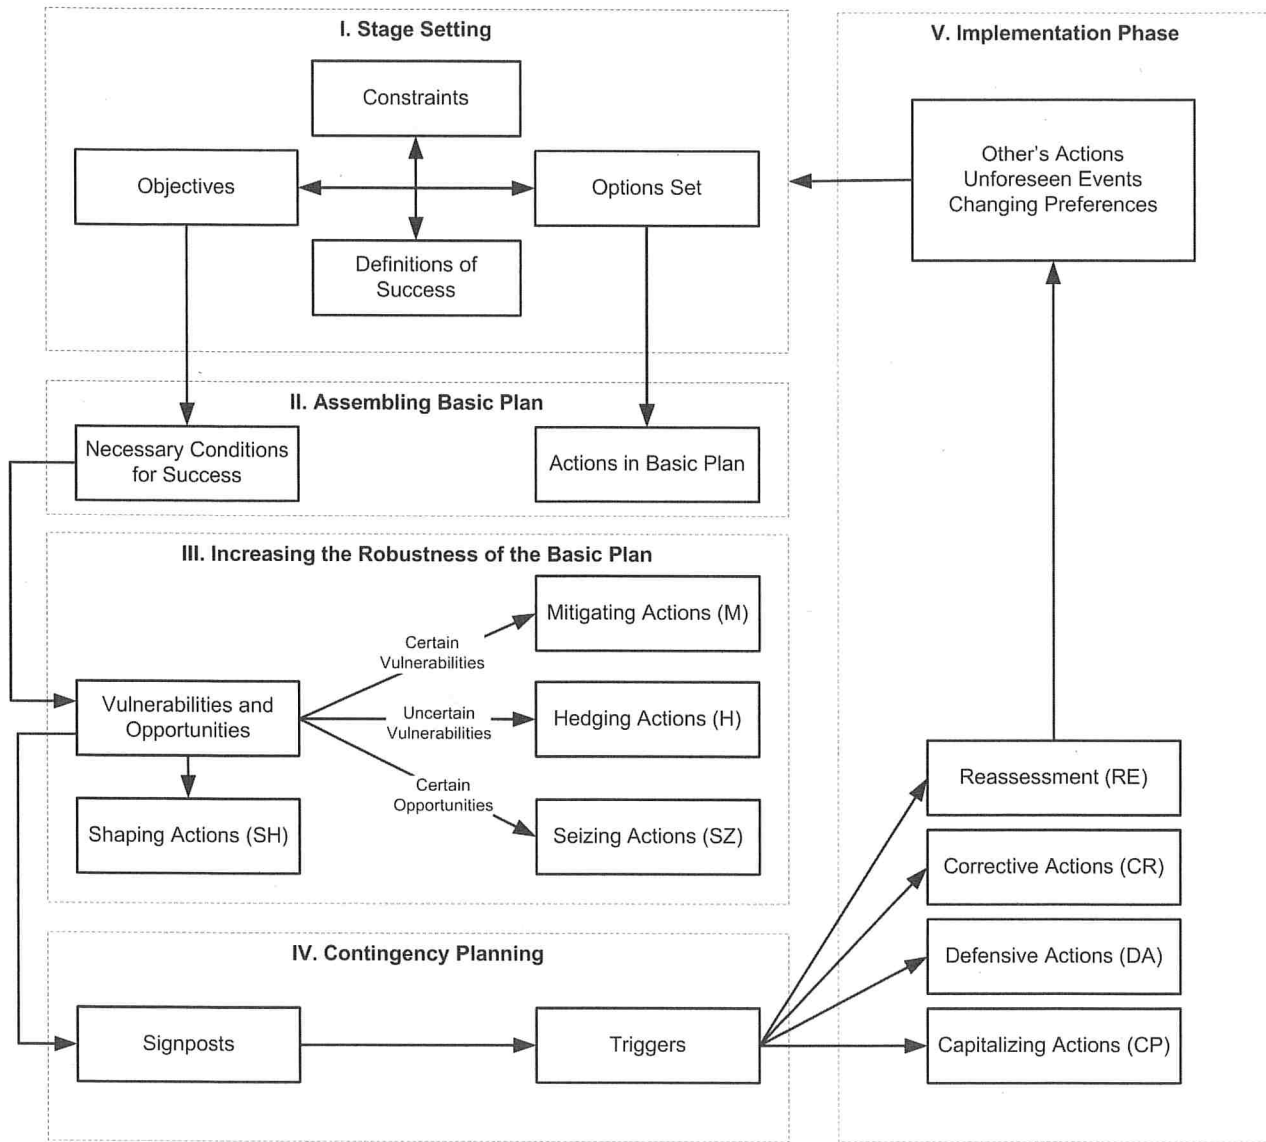 I. Stage Setting
Constraints
Objectives
Options Set
Definitions of
Success
II. Assembling Basic Plan
Necessary Conditions
for Success
Actions in Basic Plan
III. Increasing the Robustness of the Basic Plan
Mitigating Actions (M)
Certain
Vulnerabilities
Vulnerabilities and
Opportunities
Uncertain
Vulnerabilities
Hedging Actions (H)
Certain
Opportunities
Shaping Actions (SH)
Seizing Actions (SZ)
IV. Contingency Planning
Signposts
Triggers
V. Implementation Phase
Other's Actions
Unforeseen Events
Changing Preferences
Reassessment (RE)
Corrective Actions (CR)
Defensive Actions (DA)
Capitalizing Actions (CP)